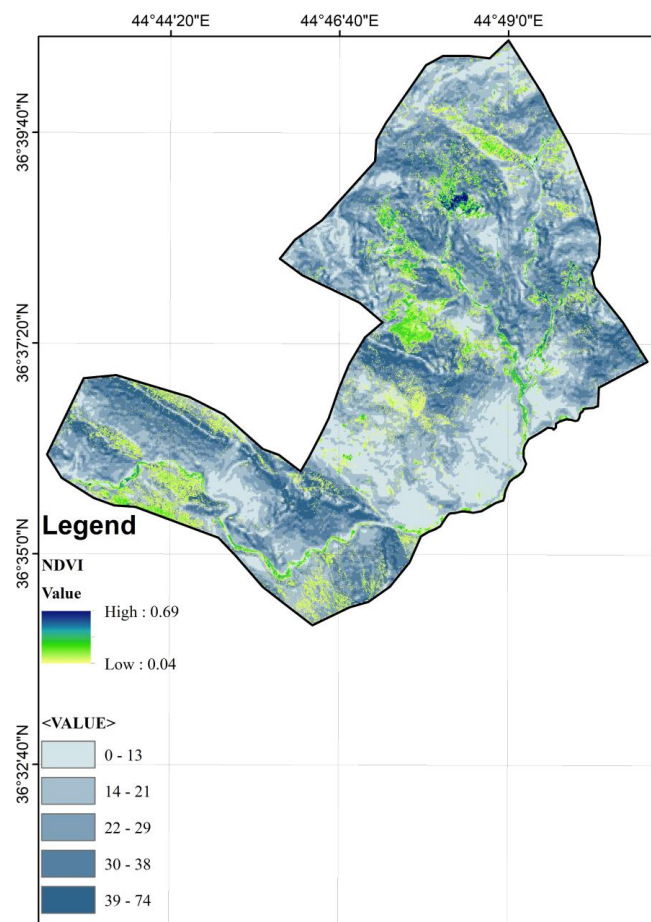 44°44'20"E 44°46'40"E 44°49'0"E
36°39'40"N
36°37'20"N
36°35'0"N
36°32'40"N
Legend
NDVI
Value
High : 0.69
Low : 0.04
<VALUE>
0 - 13
14 - 21
22 - 29
30 - 38
39 - 74